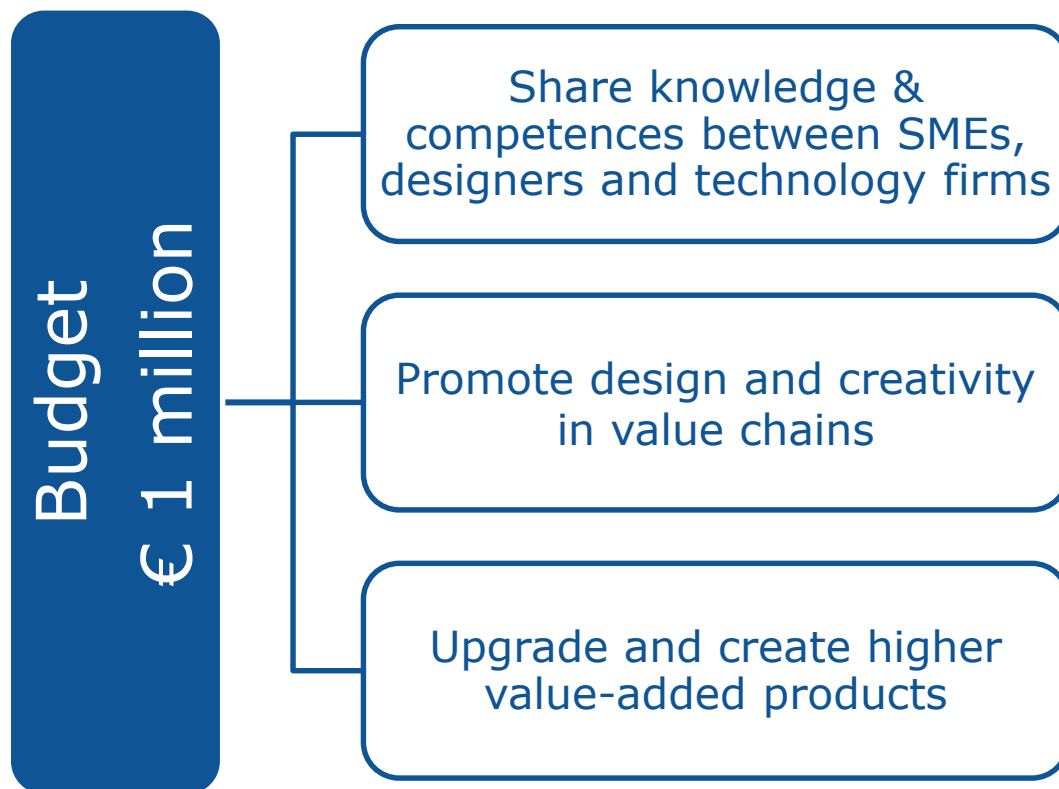 Budget
€ 1 million
Share knowledge &
competences between SMEs,
designers and technology firms
Promote design and creativity
in value chains
Upgrade and create higher
value-added products